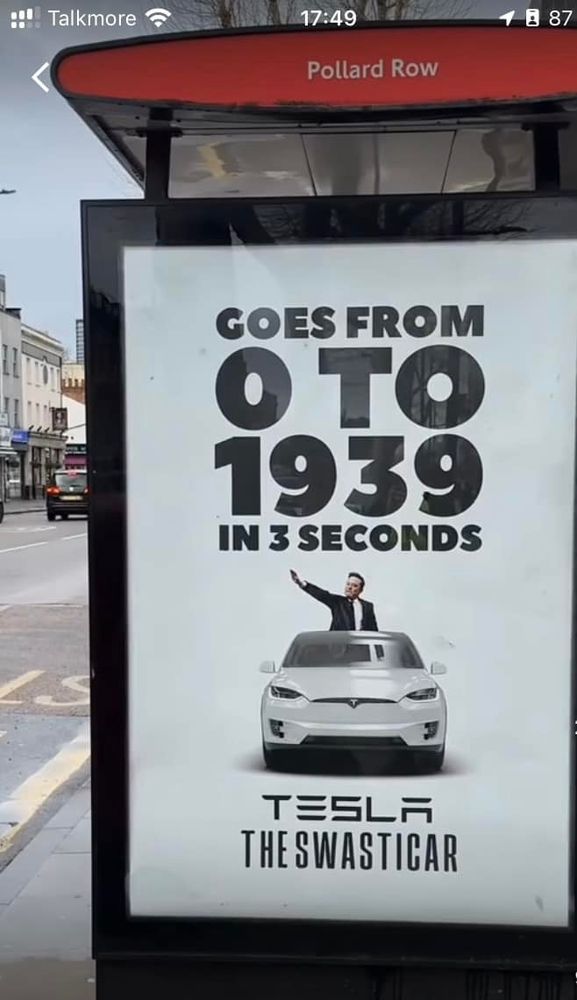 Talkmore 17:49 87
Pollard Row
GOES FROM
0 TO
1939
IN 3 SECONDS
TESLA
THE SWASTICAR